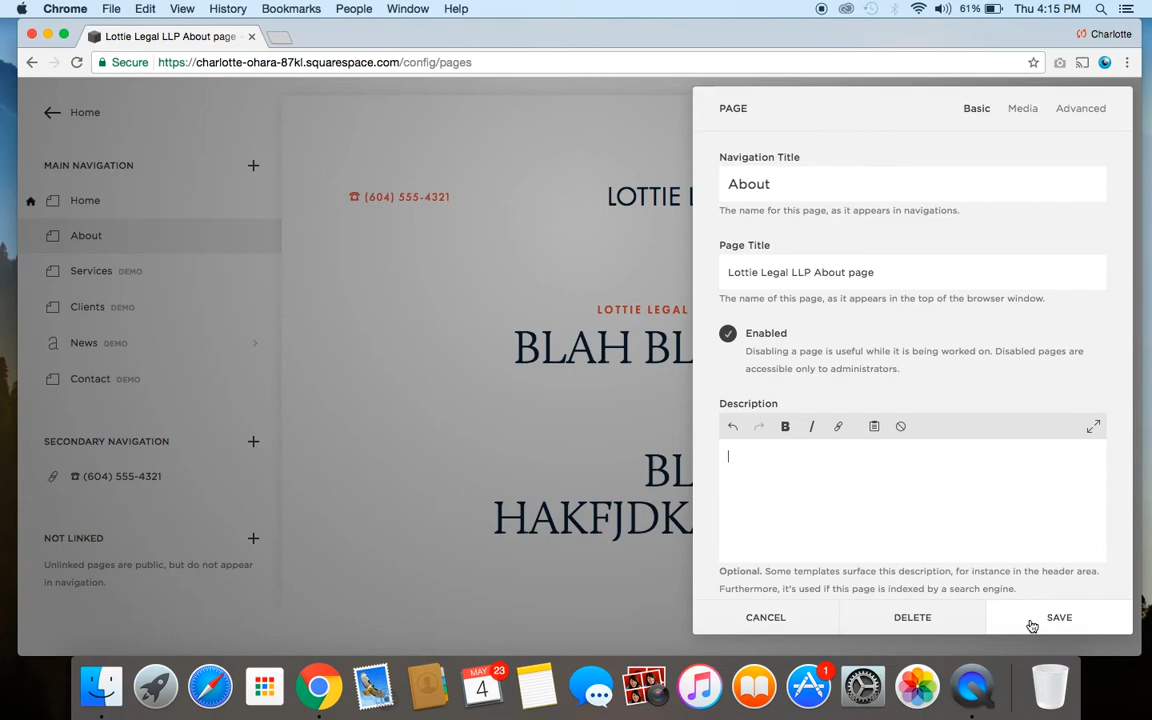 Chrome File Edit View History Bookmarks People Window Help 61% Thu 4:15 PM
Lottie Legal LLP About page Charlotte
Secure https://charlotte-ohara-87kl.squarespace.com/config/pages
Home
MAIN NAVIGATION
Home
About
Services DEMO
Clients DEMO
News DEMO
Contact DEMO
SECONDARY NAVIGATION
☎ (604) 555-4321
NOT LINKED
Unlinked pages are public, but do not appear
in navigation.
☎ (604) 555-4321
LOTTIE L
LOTTIE LEGAL
BLAH BL
BL
HAKFJDKA
PAGE Basic Media Advanced
Navigation Title
About
The name for this page, as it appears in navigations.
Page Title
Lottie Legal LLP About page
The name of this page, as it appears in the top of the browser window.
Enabled
Disabling a page is useful while it is being worked on. Disabled pages are
accessible only to administrators.
Description
B I
Optional. Some templates surface this description, for instance in the header area.
Furthermore, it's used if this page is indexed by a search engine.
CANCEL DELETE SAVE
MAY 23
4
1